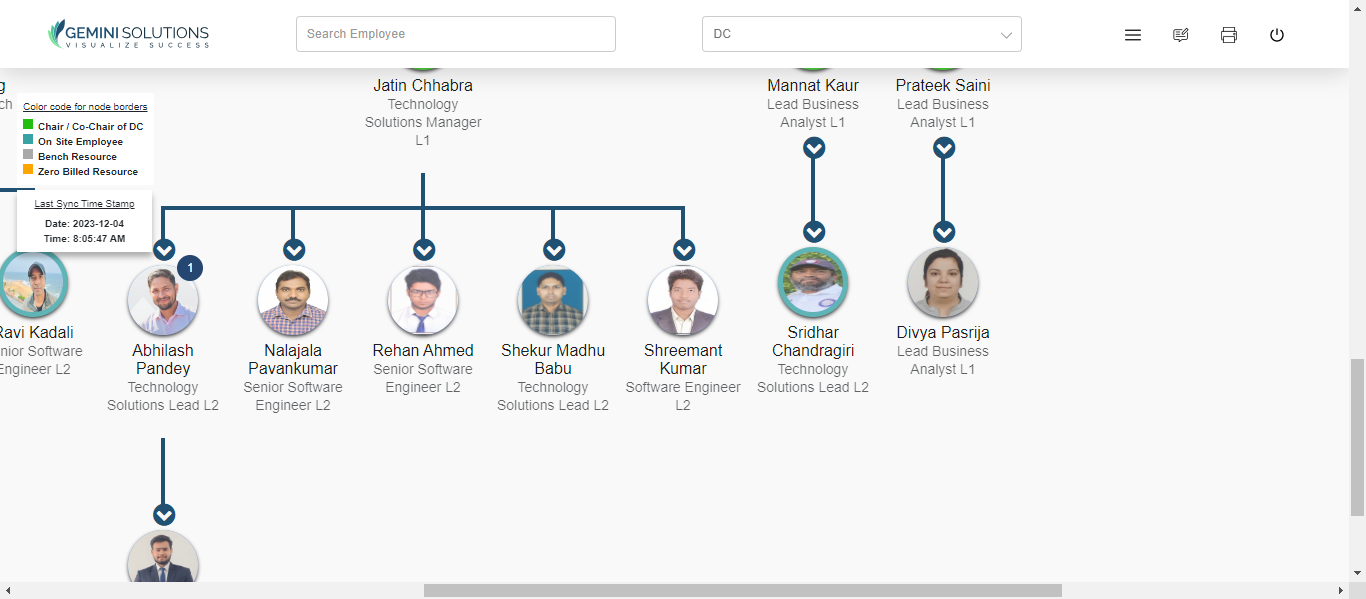 GEMINI SOLUTIONS
VISUALIZE SUCCESS
Search Employee
DC
Color code for node borders
Chair / Co-Chair of DC
On Site Employee
Bench Resource
Zero Billed Resource
Last Sync Time Stamp
Date: 2023-12-04
Time: 8:05:47 AM
Jatin Chhabra
Technology
Solutions Manager
L1
Mannat Kaur
Lead Business
Analyst L1
Prateek Saini
Lead Business
Analyst L1
Kadali
Software
Engineer L2
1
Abhilash
Pandey
Technology
Solutions Lead L2
Nalajala
Pavankumar
Senior Software
Engineer L2
Rehan Ahmed
Senior Software
Engineer L2
Shekur Madhu
Babu
Technology
Solutions Lead L2
Shreemant
Kumar
Software Engineer
L2
Sridhar
Chandragiri
Technology
Solutions Lead L2
Divya Pasrija
Lead Business
Analyst L1